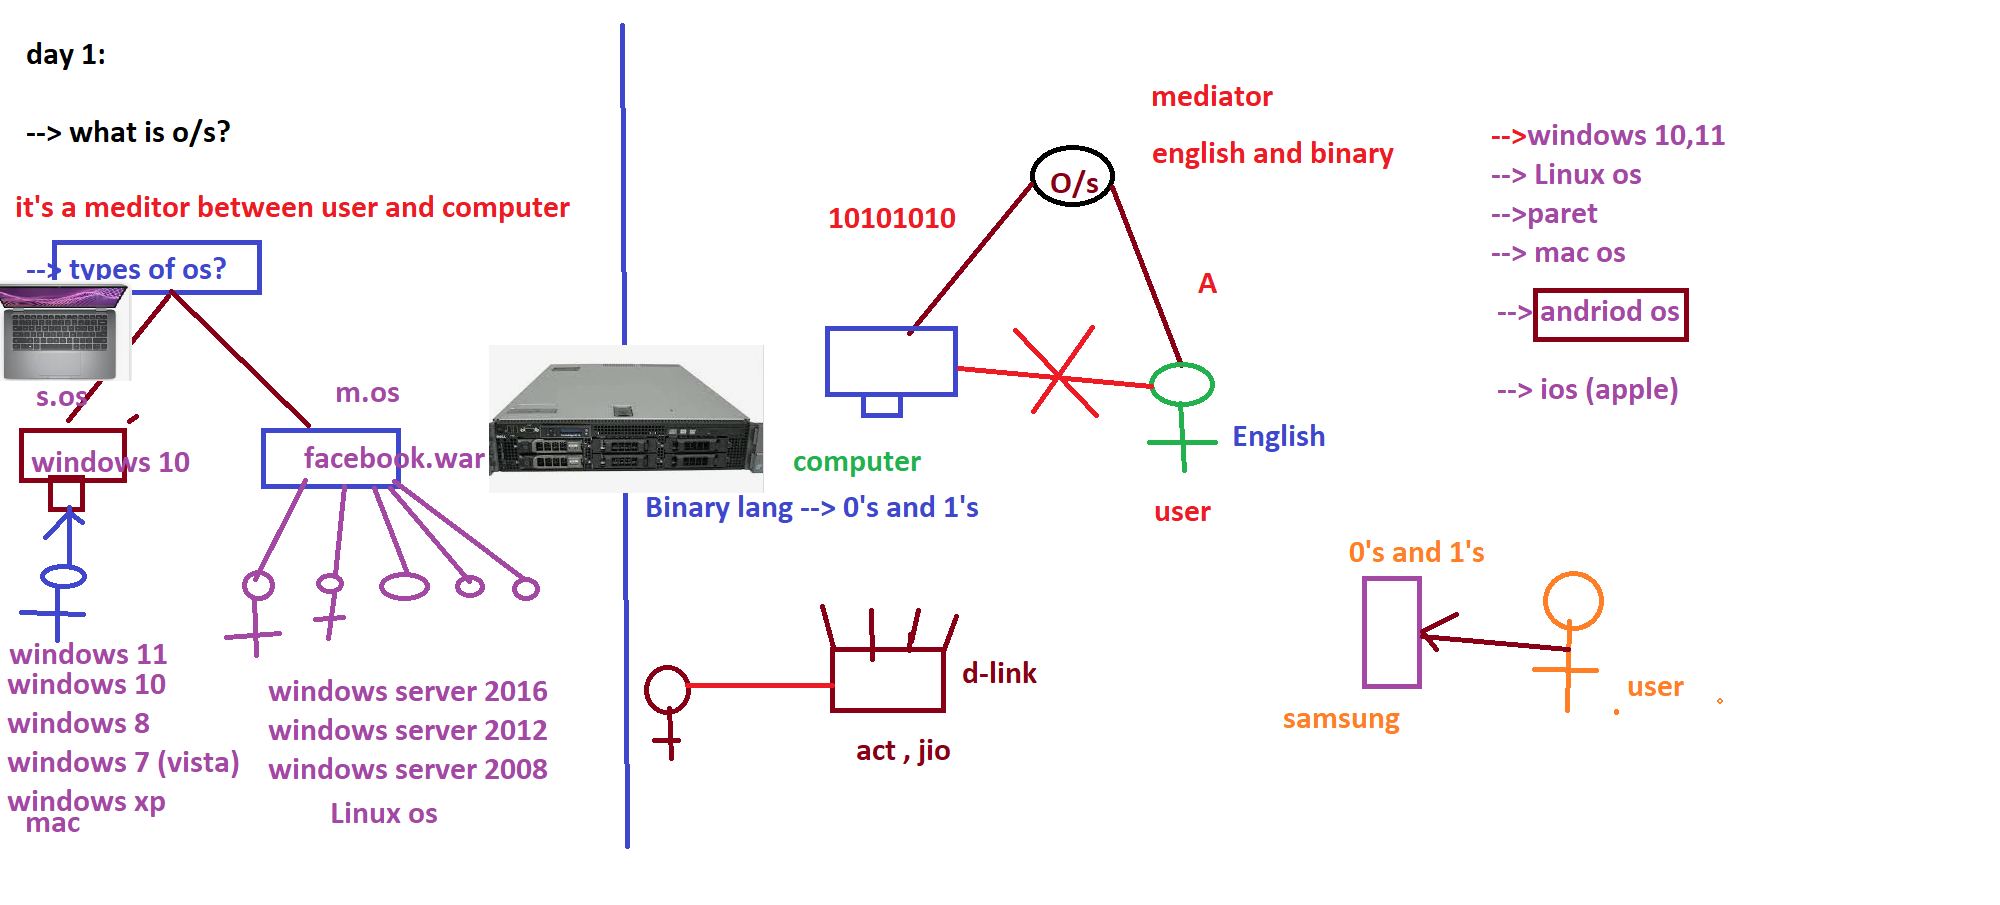 day 1:
--> what is o/s?
it's a meditor between user and computer
--> types of os?
s.os
m.os
windows 10
facebook.war
windows 11
windows 10
windows 8
windows 7 (vista)
windows xp
mac
windows server 2016
windows server 2012
windows server 2008
Linux os
mediator
english and binary
O/s
10101010
A
computer
English
Binary lang --> 0's and 1's
user
d-link
act , jio
-->windows 10,11
--> Linux os
-->paret
--> mac os
--> andriod os
--> ios (apple)
0's and 1's
samsung
user